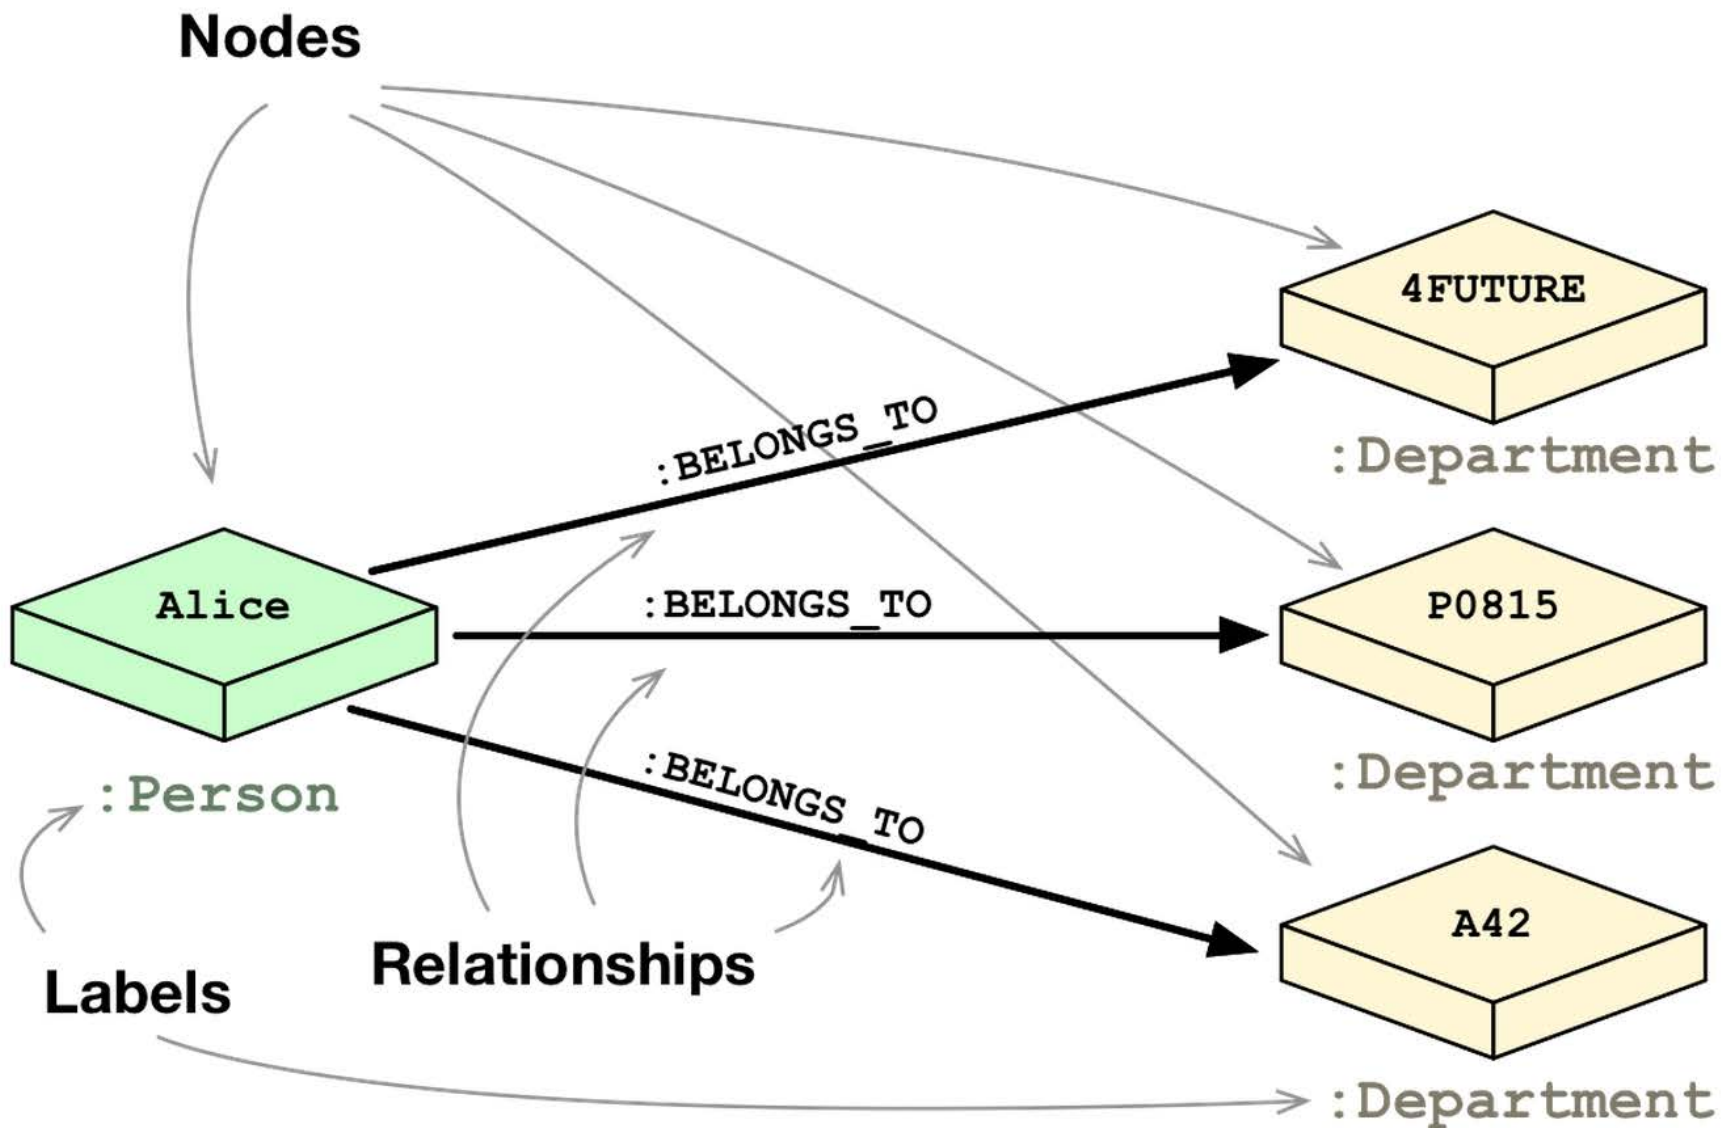 Nodes
4FUTURE
:BELONGS_TO
:Department
Alice
:BELONGS_TO
P0815
:Person
:BELONGS_TO
:Department
A42
Relationships
Labels
:Department